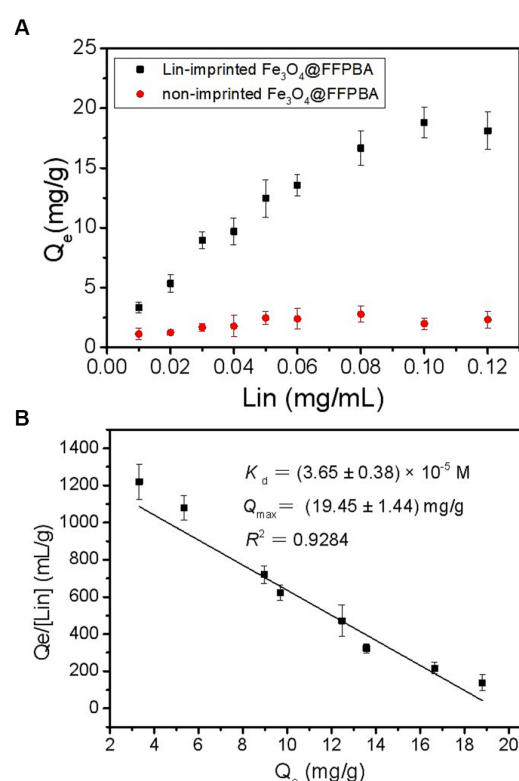 A
25
Lin-imprinted Fe₃O₄@FFPBA
non-imprinted Fe₃O₄@FFPBA
20
15
10
5
0
Qₑ(mg/g)
0.00 0.02 0.04 0.06 0.08 0.10 0.12
Lin (mg/mL)
B
1400
1200
1000
800
600
400
200
0
Qe/[Lin] (mL/g)
K d = (3.65 ± 0.38) × 10⁻⁵ M
Qmax= (19.45 ± 1.44) mg/g
R² = 0.9284
2 4 6 8 10 12 14 16 18 20
Qₑ (mg/g)